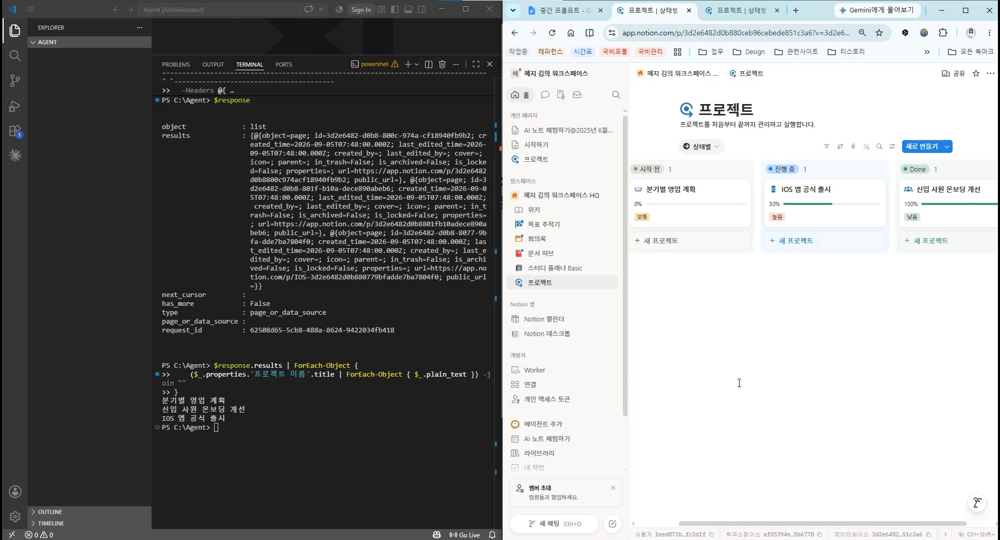 Agent [Administrator]
Sign In
EXPLORER
AGENT
OUTLINE
TIMELINE
PROBLEMS
OUTPUT
TERMINAL
PORTS
powershell
" `----------------------------------------
>>   -Headers @{ …
PS C:\Agent> $response
object             : list
results            : {@{object=page; id=3d2e6482-d0b8-800c-974a-cf18940fb9b2; cr
eated_time=2026-09-05T07:48:00.000Z; last_edited_time=2026-
09-05T07:48:00.000Z; created_by=; last_edited_by=; cover=;
icon=; parent=; in_trash=False; is_archived=False; is_locke
d=False; properties=; url=https://app.notion.com/p/3d2e6482
d0b8800c974acf18940fb9b2; public_url=}, @{object=page; id=3
d2e6482-d0b8-801f-b10a-dece890abeb6; created_time=2026-09-0
5T07:48:00.000Z; last_edited_time=2026-09-05T07:48:00.000Z;
created_by=; last_edited_by=; cover=; icon=; parent=; in_t
rash=False; is_archived=False; is_locked=False; properties=
; url=https://app.notion.com/p/3d2e6482d0b8801fb10adece890a
beb6; public_url=}, @{object=page; id=3d2e6482-d0b8-8077-9b
fa-dde7ba7804f0; created_time=2026-09-05T07:48:00.000Z; las
t_edited_time=2026-09-05T07:48:00.000Z; created_by=; last_e
dited_by=; cover=; icon=; parent=; in_trash=False; is_archi
ved=False; is_locked=False; properties=; url=https://app.no
tion.com/p/IOS-3d2e6482d0b880779bfadde7ba7804f0; public_url
=}}
next_cursor        :
has_more           : False
type               : page_or_data_source
page_or_data_source :
request_id         : 62508d65-5cb8-488a-8624-9422034fb418
PS C:\Agent> $response.results | ForEach-Object {
>>     ($_.properties.'프로젝트 이름'.title | ForEach-Object { $_.plain_text }) -j
oin ""
>> }
분기별 영업 계획
신입 사원 온보딩 개선
IOS 앱 공식 출시
PS C:\Agent>
0 0
Go Live
1
중간 프롬프트 - G
프로젝트 | 상태별
프로젝트 | 상태별
Gemini에게 물어보기
app.notion.com/p/3d2e6482d0b880ceb96cebede851c3a6?v=3d2e6...
작업중
레퍼런스
시간표
국비포폴
국비관리
업무
Design
관련사이트
티스토리
모든 북마크
혜 혜지 김의 워크스페이스
홈
개인 페이지
AI 노트 체험하기@2025년 6월...
시작하기
프로젝트
팀스페이스
혜지 김의 워크스페이스 HQ
위키
목표 추적기
회의록
문서 허브
스터디 플래너 Basic
프로젝트
Notion 앱
Notion 캘린더
Notion 데스크톱
개발자
Worker
연결
개인 액세스 토큰
에이전트 추가
AI 노트 체험하기
라이브러리
내 작업
멤버 초대
팀원들과 협업하세요.
새 채팅 Ctrl+O
혜지 김의 워크스페이스 ... / 프로젝트
공유
프로젝트
프로젝트를 처음부터 끝까지 관리하고 실행합니다.
상태별
새로 만들기
시작 전 1
분기별 영업 계획
0%
보통
+ 새 프로젝트
진행 중 1
IOS 앱 공식 출시
50%
높음
+ 새 프로젝트
Done 1
신입 사원 온보딩 개선
100%
낮음
+ 새 프로젝트
사용자 1eed872b…fc2d1f
워크스페이스 af05394e…5b6778
데이터베이스 3d2e6482…51c3a6
Ctrl+Shift+.